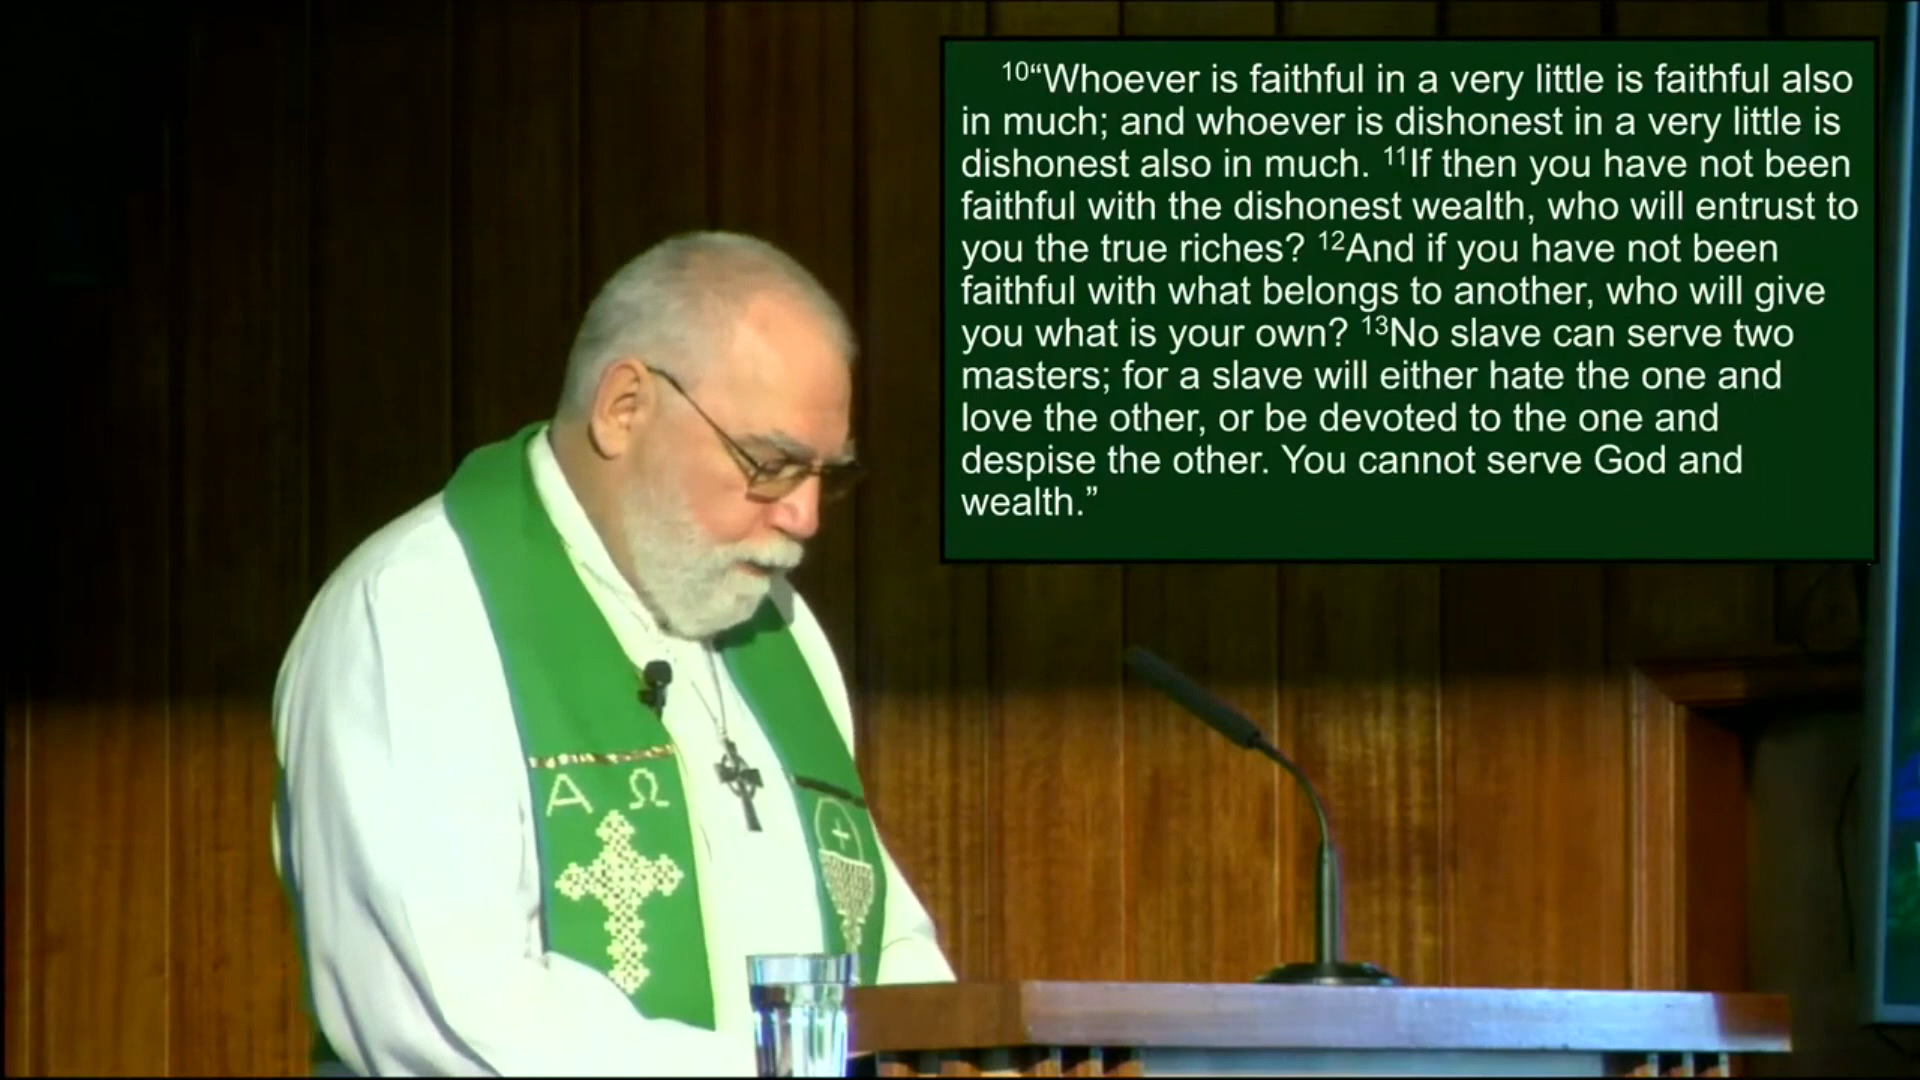 ¹⁰“Whoever is faithful in a very little is faithful also
in much; and whoever is dishonest in a very little is
dishonest also in much. ¹¹If then you have not been
faithful with the dishonest wealth, who will entrust to
you the true riches? ¹²And if you have not been
faithful with what belongs to another, who will give
you what is your own? ¹³No slave can serve two
masters; for a slave will either hate the one and
love the other, or be devoted to the one and
despise the other. You cannot serve God and
wealth.”
Α Ω